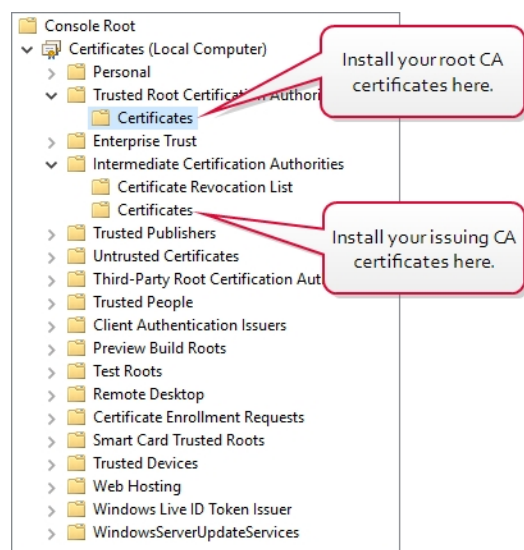 Console Root
Certificates (Local Computer)
Personal
Trusted Root Certification Authori
Certificates
Enterprise Trust
Intermediate Certification Authorities
Certificate Revocation List
Certificates
Trusted Publishers
Untrusted Certificates
Third-Party Root Certification Aut
Trusted People
Client Authentication Issuers
Preview Build Roots
Test Roots
Remote Desktop
Certificate Enrollment Requests
Smart Card Trusted Roots
Trusted Devices
Web Hosting
Windows Live ID Token Issuer
WindowsServerUpdateServices
Install your root CA
certificates here.
Install your issuing CA
certificates here.